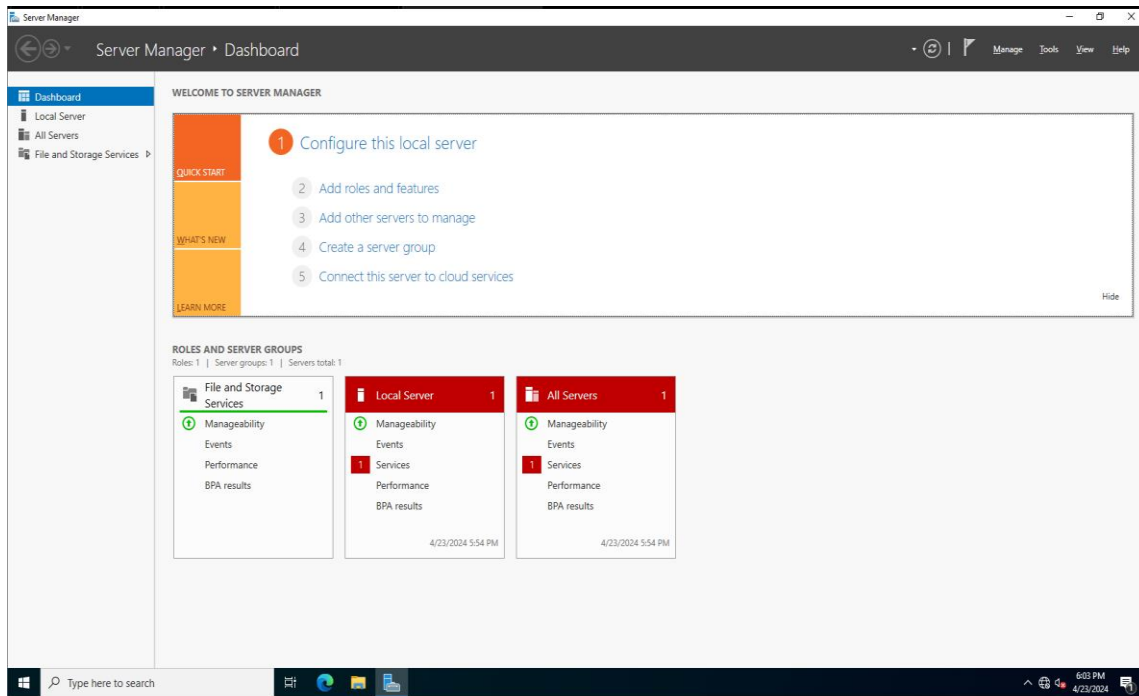 Server Manager
Server Manager • Dashboard
Manage Tools View Help
Dashboard
Local Server
All Servers
File and Storage Services
WELCOME TO SERVER MANAGER
QUICK START
WHAT'S NEW
LEARN MORE
1 Configure this local server
2 Add roles and features
3 Add other servers to manage
4 Create a server group
5 Connect this server to cloud services
Hide
ROLES AND SERVER GROUPS
Roles: 1 | Server groups: 1 | Servers total: 1
File and Storage
Services 1
Manageability
Events
Performance
BPA results
Local Server 1
Manageability
Events
1 Services
Performance
BPA results
4/23/2024 5:54 PM
All Servers 1
Manageability
Events
1 Services
Performance
BPA results
4/23/2024 5:54 PM
Type here to search
6:03 PM
4/23/2024